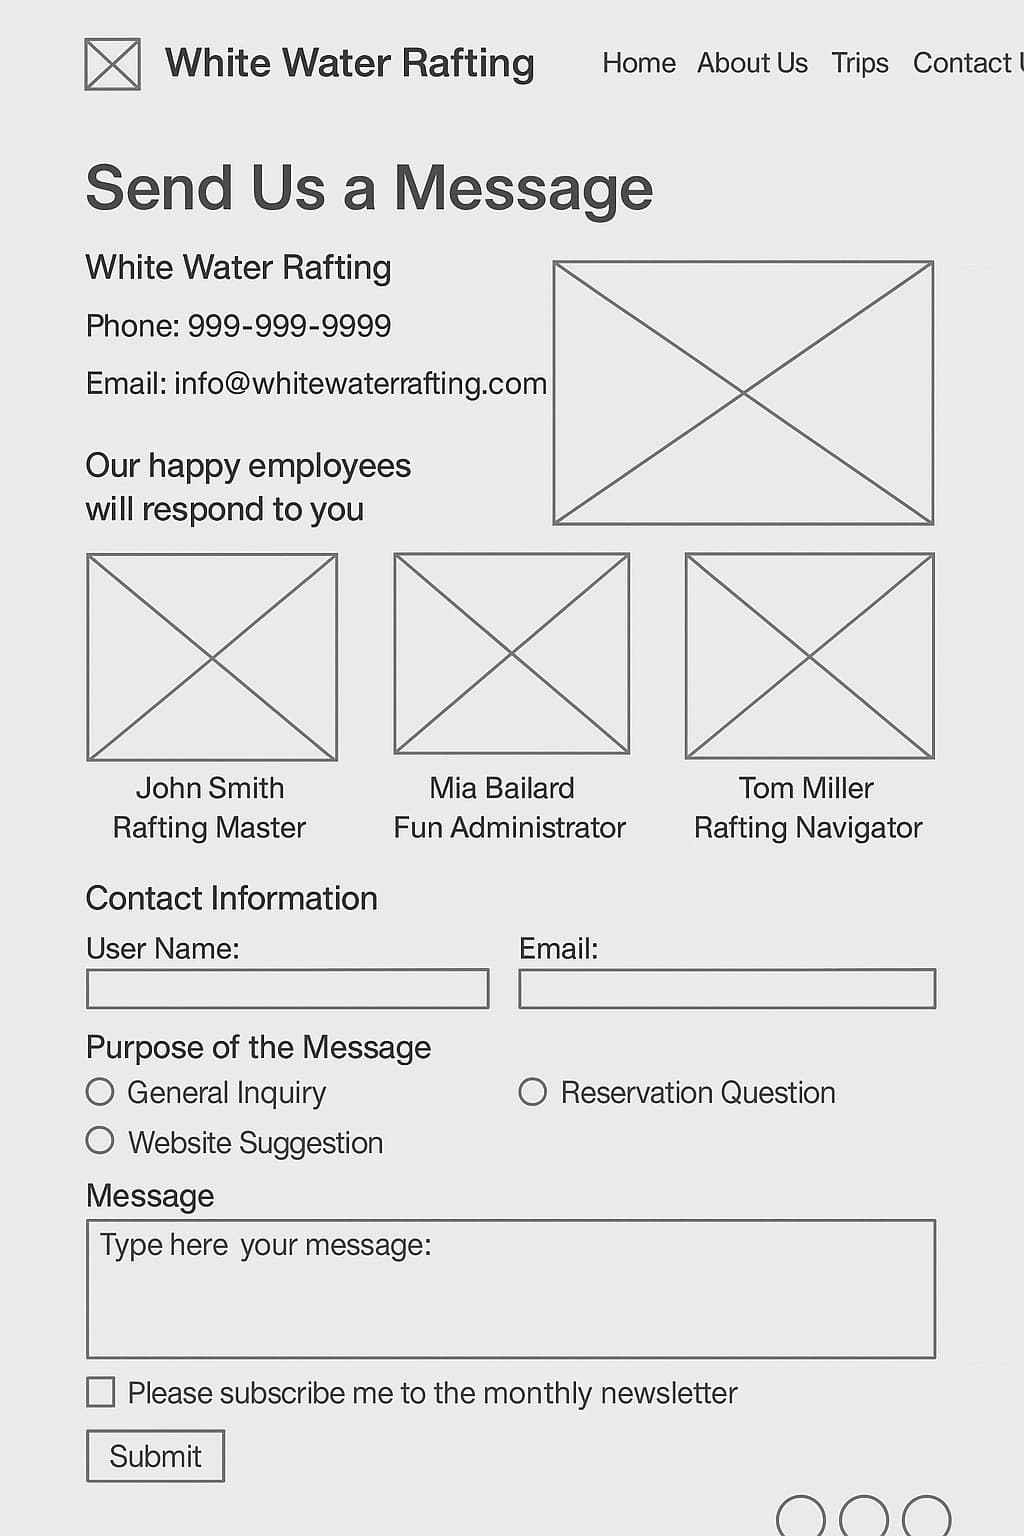 White Water Rafting
Home About Us Trips Contact
Send Us a Message
White Water Rafting
Phone: 999-999-9999
Email: info@whitewaterrafting.com
Our happy employees
will respond to you
John Smith
Rafting Master
Mia Bailard
Fun Administrator
Tom Miller
Rafting Navigator
Contact Information
User Name:
Email:
Purpose of the Message
General Inquiry
Reservation Question
Website Suggestion
Message
Type here your message:
Please subscribe me to the monthly newsletter
Submit